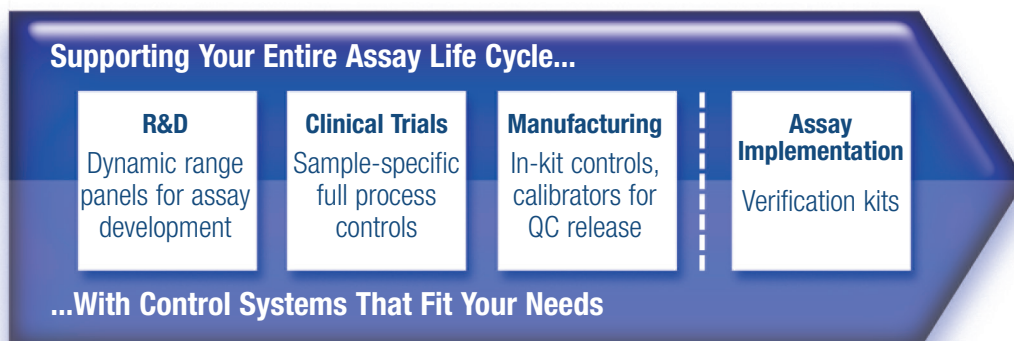 Supporting Your Entire Assay Life Cycle...
R&D
Dynamic range
panels for assay
development
Clinical Trials
Sample-specific
full process
controls
Manufacturing
In-kit controls,
calibrators for
QC release
Assay
Implementation
Verification kits
...With Control Systems That Fit Your Needs